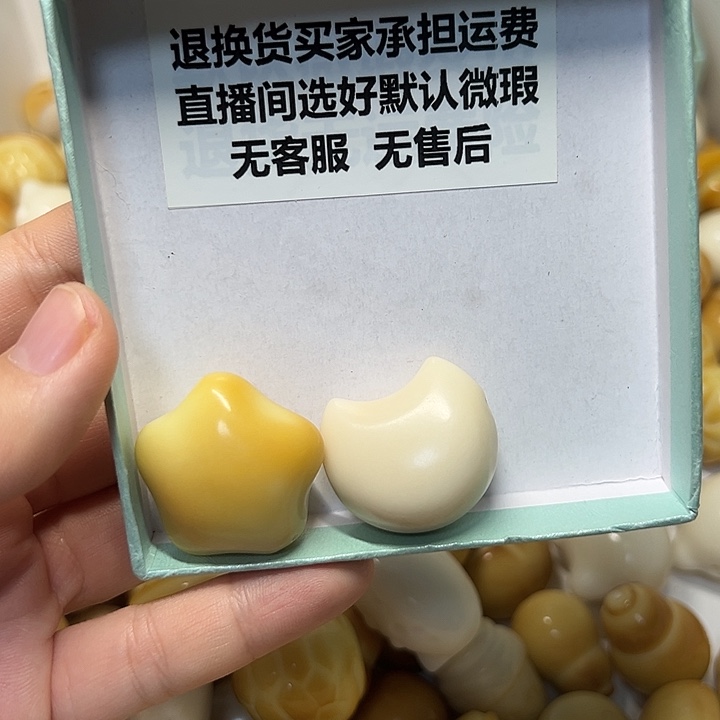 退换货买家承担运费
直播间选好默认微瑕
无客服 无售后